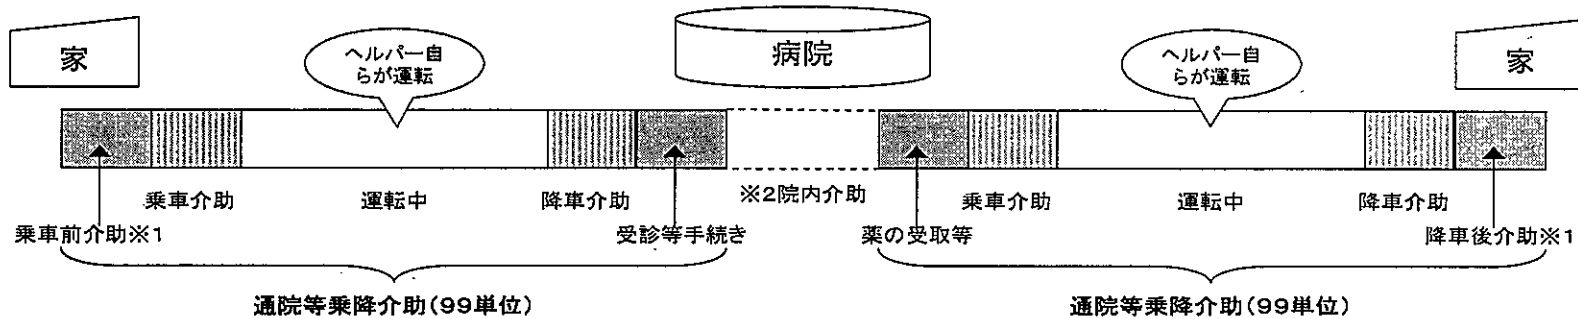 家
ヘルパー自
らが運転
病院
ヘルパー自
らが運転
家
乗車介助
運転中
降車介助
※2院内介助
乗車介助
運転中
降車介助
乗車前介助※1
受診等手続き
薬の受取等
降車後介助※1
通院等乗降介助(99単位)
通院等乗降介助(99単位)